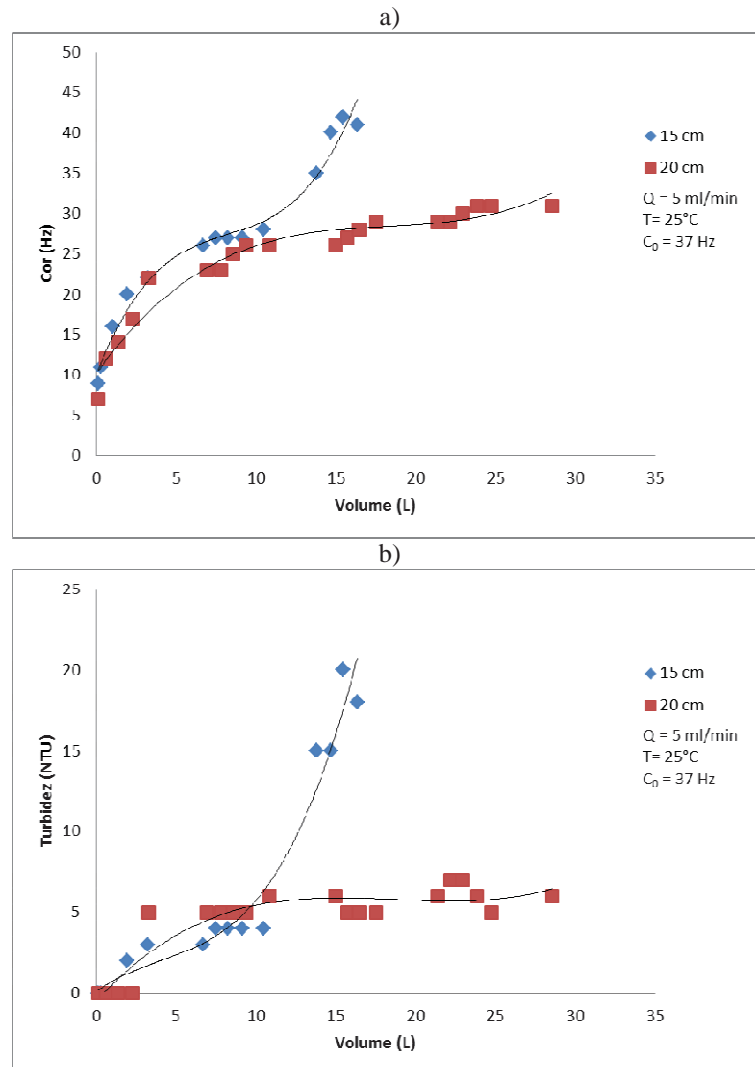 a)
50
45
40
35
30
25
20
15
10
5
0
Cor (Hz)
0 5 10 15 20 25 30 35
Volume (L)
15 cm
20 cm
Q = 5 ml/min
T= 25°C
C₀ = 37 Hz
b)
25
20
15
10
5
0
Turbidez (NTU)
0 5 10 15 20 25 30 35
Volume (L)
15 cm
20 cm
Q = 5 ml/min
T= 25°C
C₀ = 37 Hz